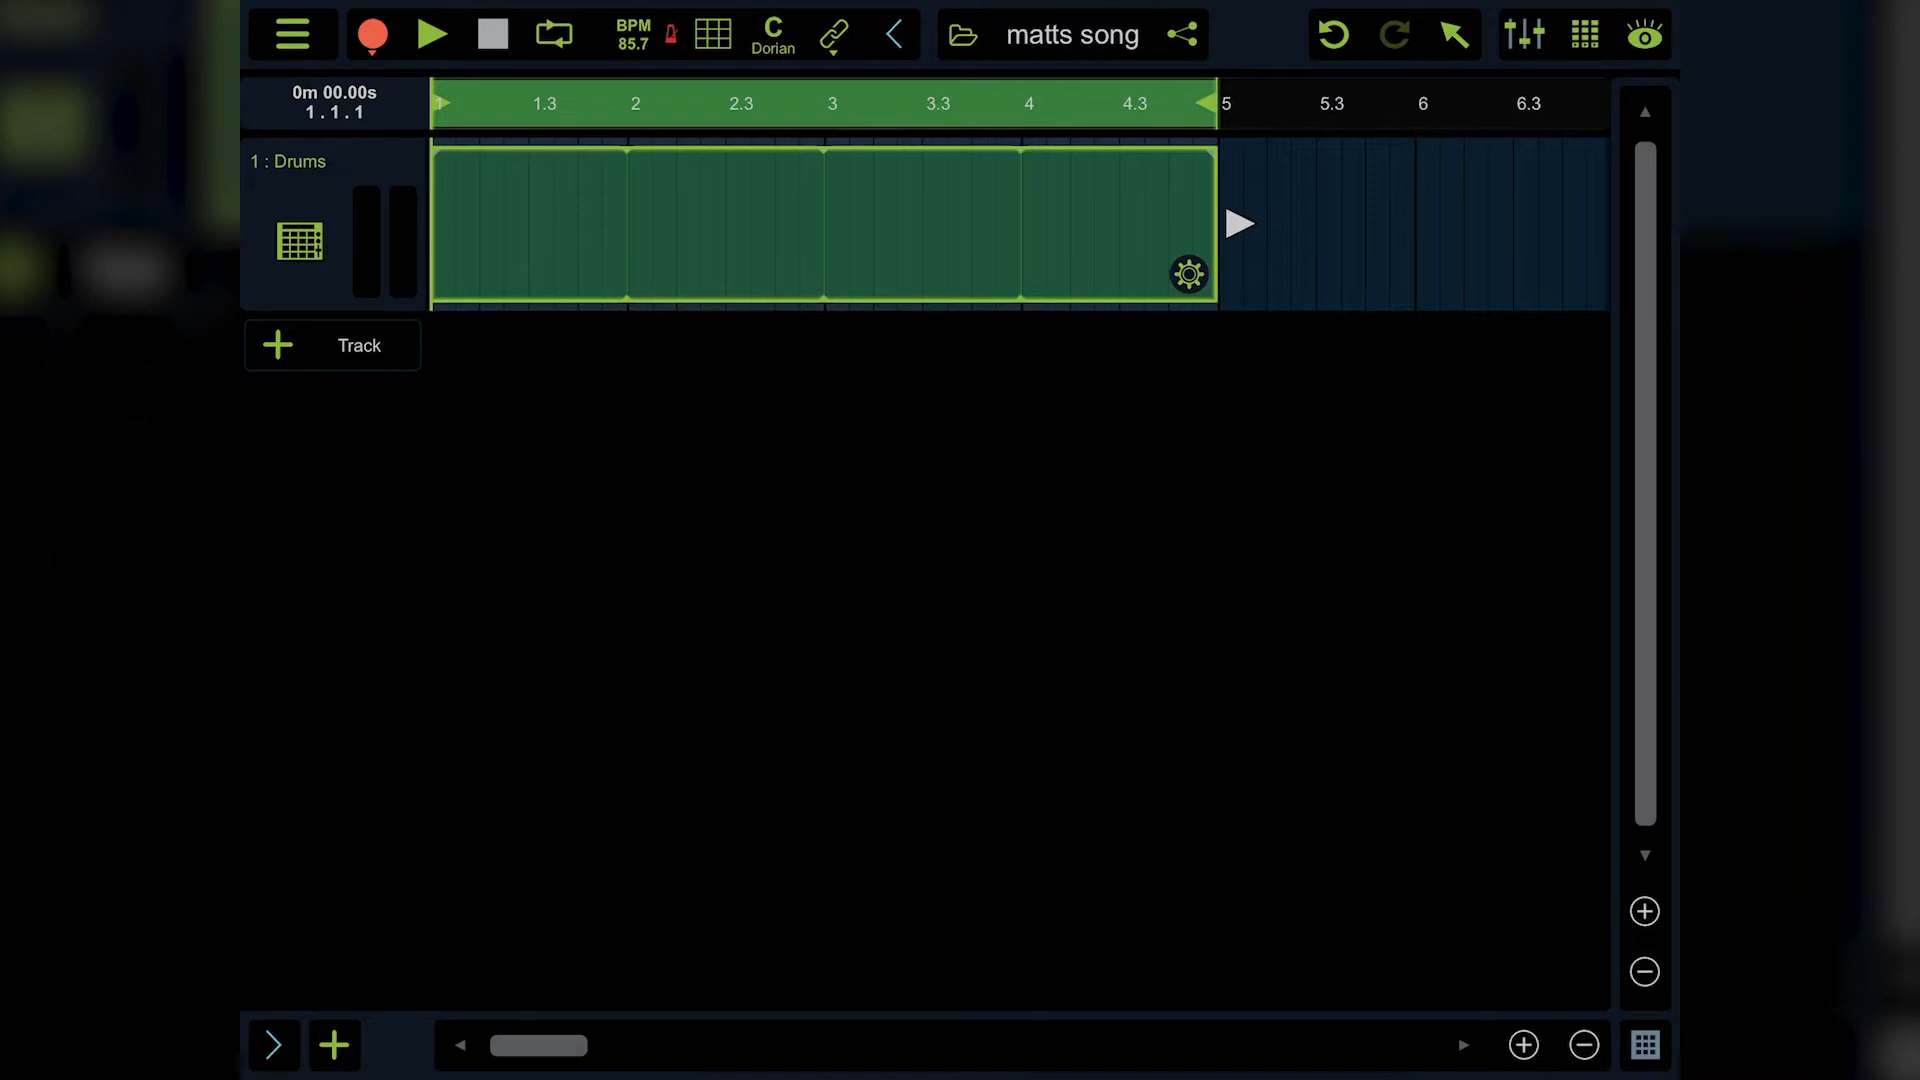 BPM
85.7
C
Dorian
matts song
0m 00.00s
1 . 1 . 1
1 1.3 2 2.3 3 3.3 4 4.3 5 5.3 6 6.3
1 : Drums
Track